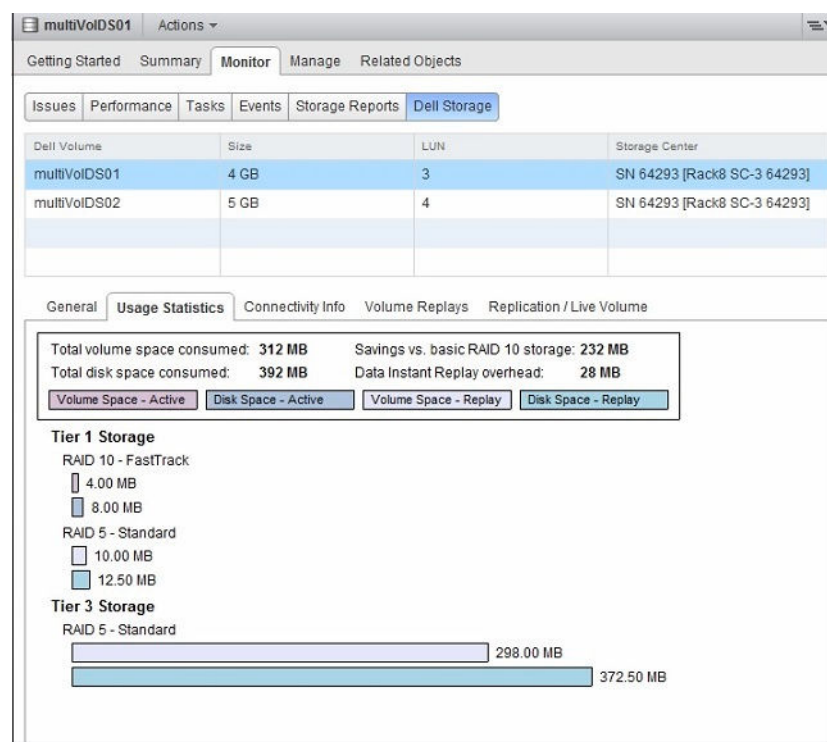 multiVolDS01 Actions
Getting Started Summary Monitor Manage Related Objects
Issues Performance Tasks Events Storage Reports Dell Storage
Dell Volume Size LUN Storage Center
multiVolDS01 4 GB 3 SN 64293 [Rack8 SC-3 64293]
multiVolDS02 5 GB 4 SN 64293 [Rack8 SC-3 64293]
General Usage Statistics Connectivity Info Volume Replays Replication / Live Volume
Total volume space consumed: 312 MB Savings vs. basic RAID 10 storage: 232 MB
Total disk space consumed: 392 MB Data Instant Replay overhead: 28 MB
Volume Space - Active Disk Space - Active Volume Space - Replay Disk Space - Replay
Tier 1 Storage
RAID 10 - FastTrack
4.00 MB
8.00 MB
RAID 5 - Standard
10.00 MB
12.50 MB
Tier 3 Storage
RAID 5 - Standard
298.00 MB
372.50 MB